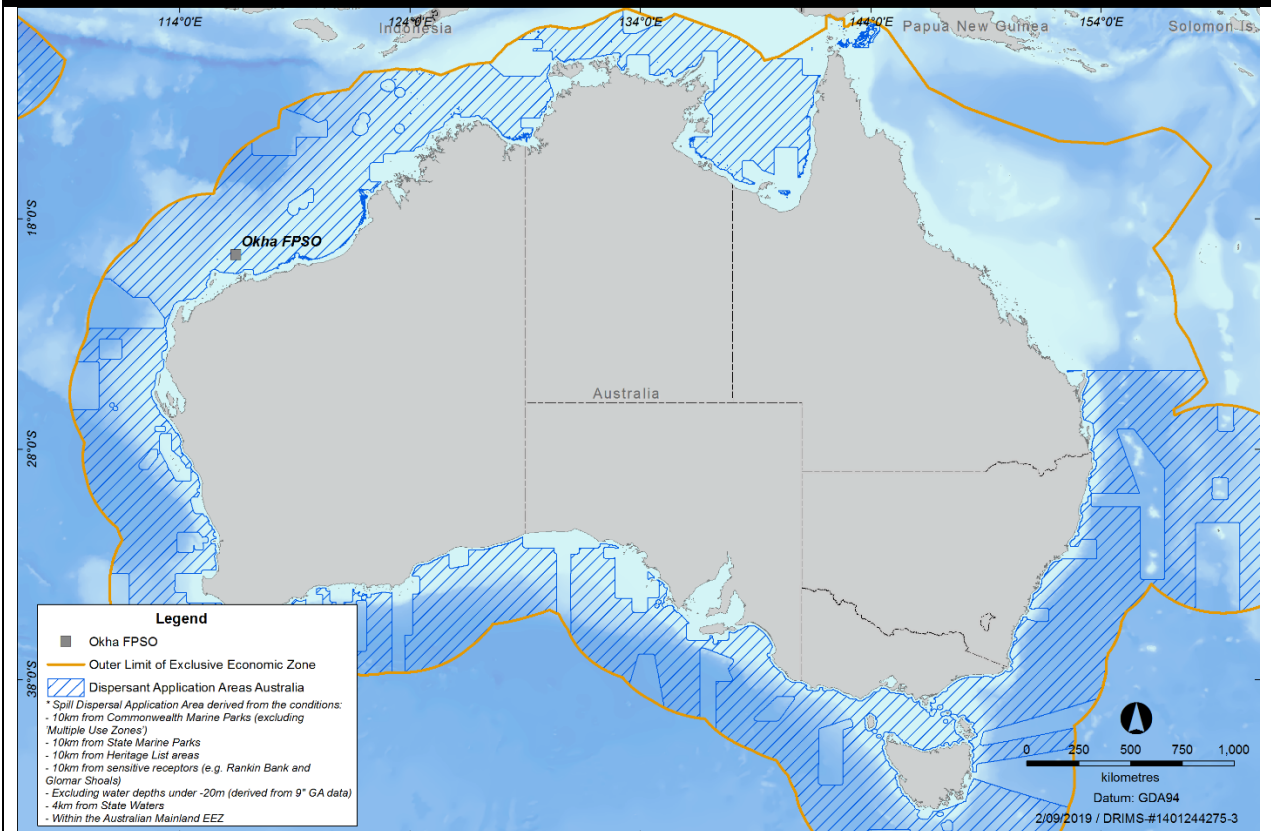 114°0'E
124°0'E
134°0'E
144°0'E
154°0'E
Indonesia
Papua New Guinea
Solomon Is.
18°0'S
Okha FPSO
Australia
28°0'S
38°0'S
Legend
Okha FPSO
Outer Limit of Exclusive Economic Zone
Dispersant Application Areas Australia
* Spill Dispersal Application Area derived from the conditions:
- 10km from Commonwealth Marine Parks (excluding
'Multiple Use Zones')
- 10km from State Marine Parks
- 10km from Heritage List areas
- 10km from sensitive receptors (e.g. Rankin Bank and
Glomar Shoals)
- Excluding water depths under -20m (derived from 9" GA data)
- 4km from State Waters
- Within the Australian Mainland EEZ
0 250 500 750 1,000
kilometres
Datum: GDA94
2/09/2019 / DRIMS-#1401244275-3